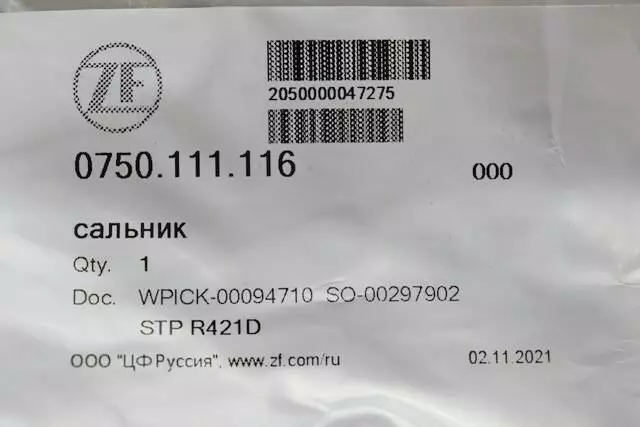 ZF
2050000047275
0750.111.116 000
сальник
Qty. 1
Doc. WPICK-00094710 SO-00297902
STP R421D
ООО "ЦФ Руссия", www.zf.com/ru 02.11.2021